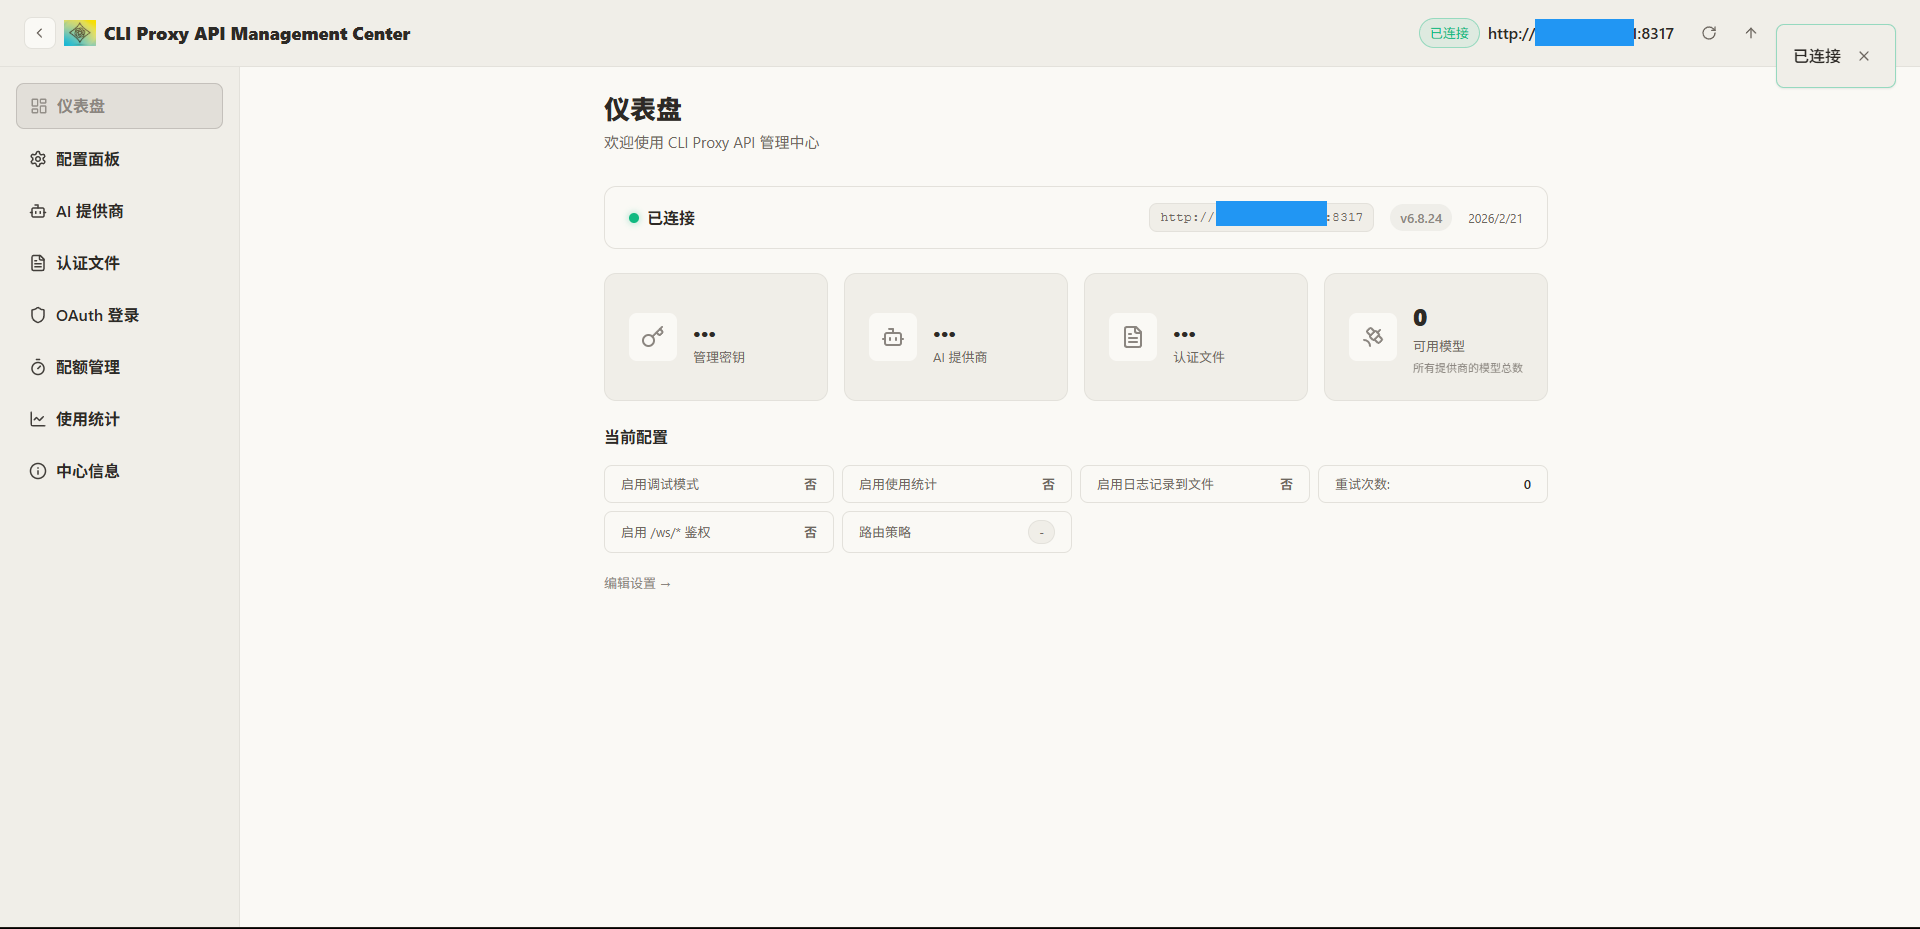 CLI Proxy API Management Center
已连接
http://
:8317
已连接
仪表盘
配置面板
AI 提供商
认证文件
OAuth 登录
配额管理
使用统计
中心信息
仪表盘
欢迎使用 CLI Proxy API 管理中心
已连接
http://
:8317
v6.8.24
2026/2/21
•••
管理密钥
•••
AI 提供商
•••
认证文件
0
可用模型
所有提供商的模型总数
当前配置
启用调试模式 否
启用使用统计 否
启用日志记录到文件 否
重试次数: 0
启用 /ws/* 鉴权 否
路由策略 -
编辑设置 →